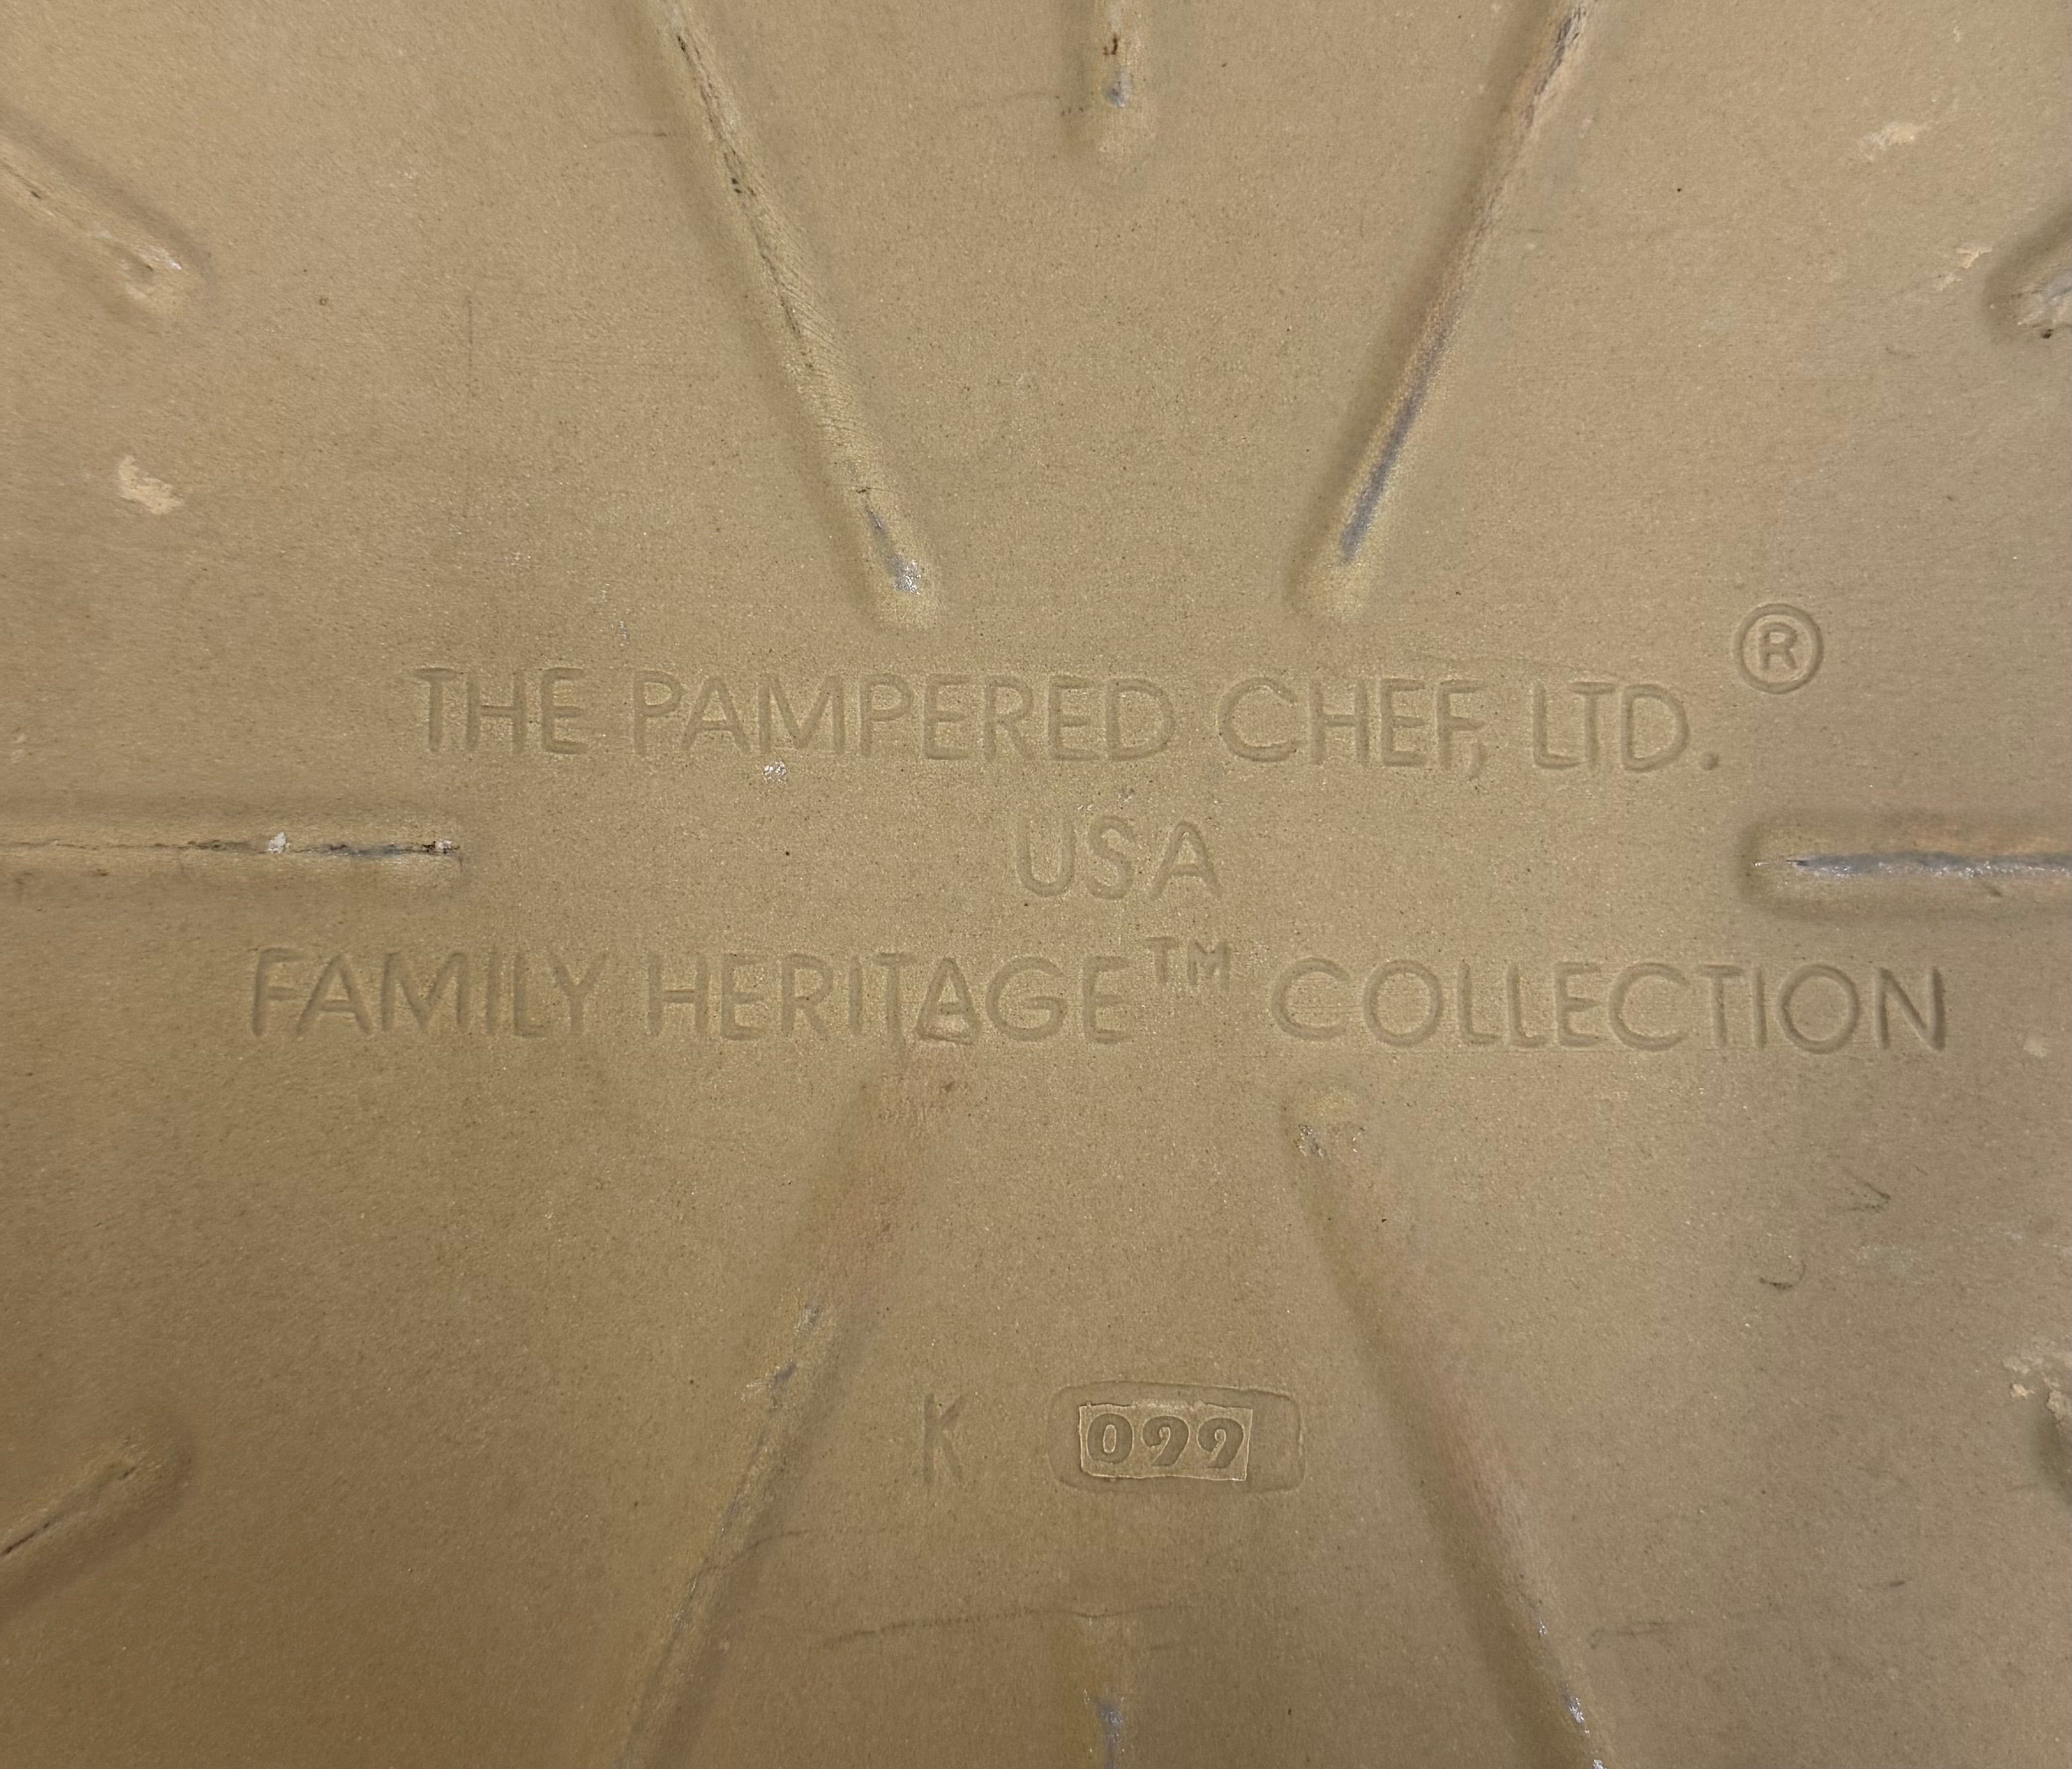 THE PAMPERED CHEF, LTD.®
USA
FAMILY HERITAGE™ COLLECTION
K 099